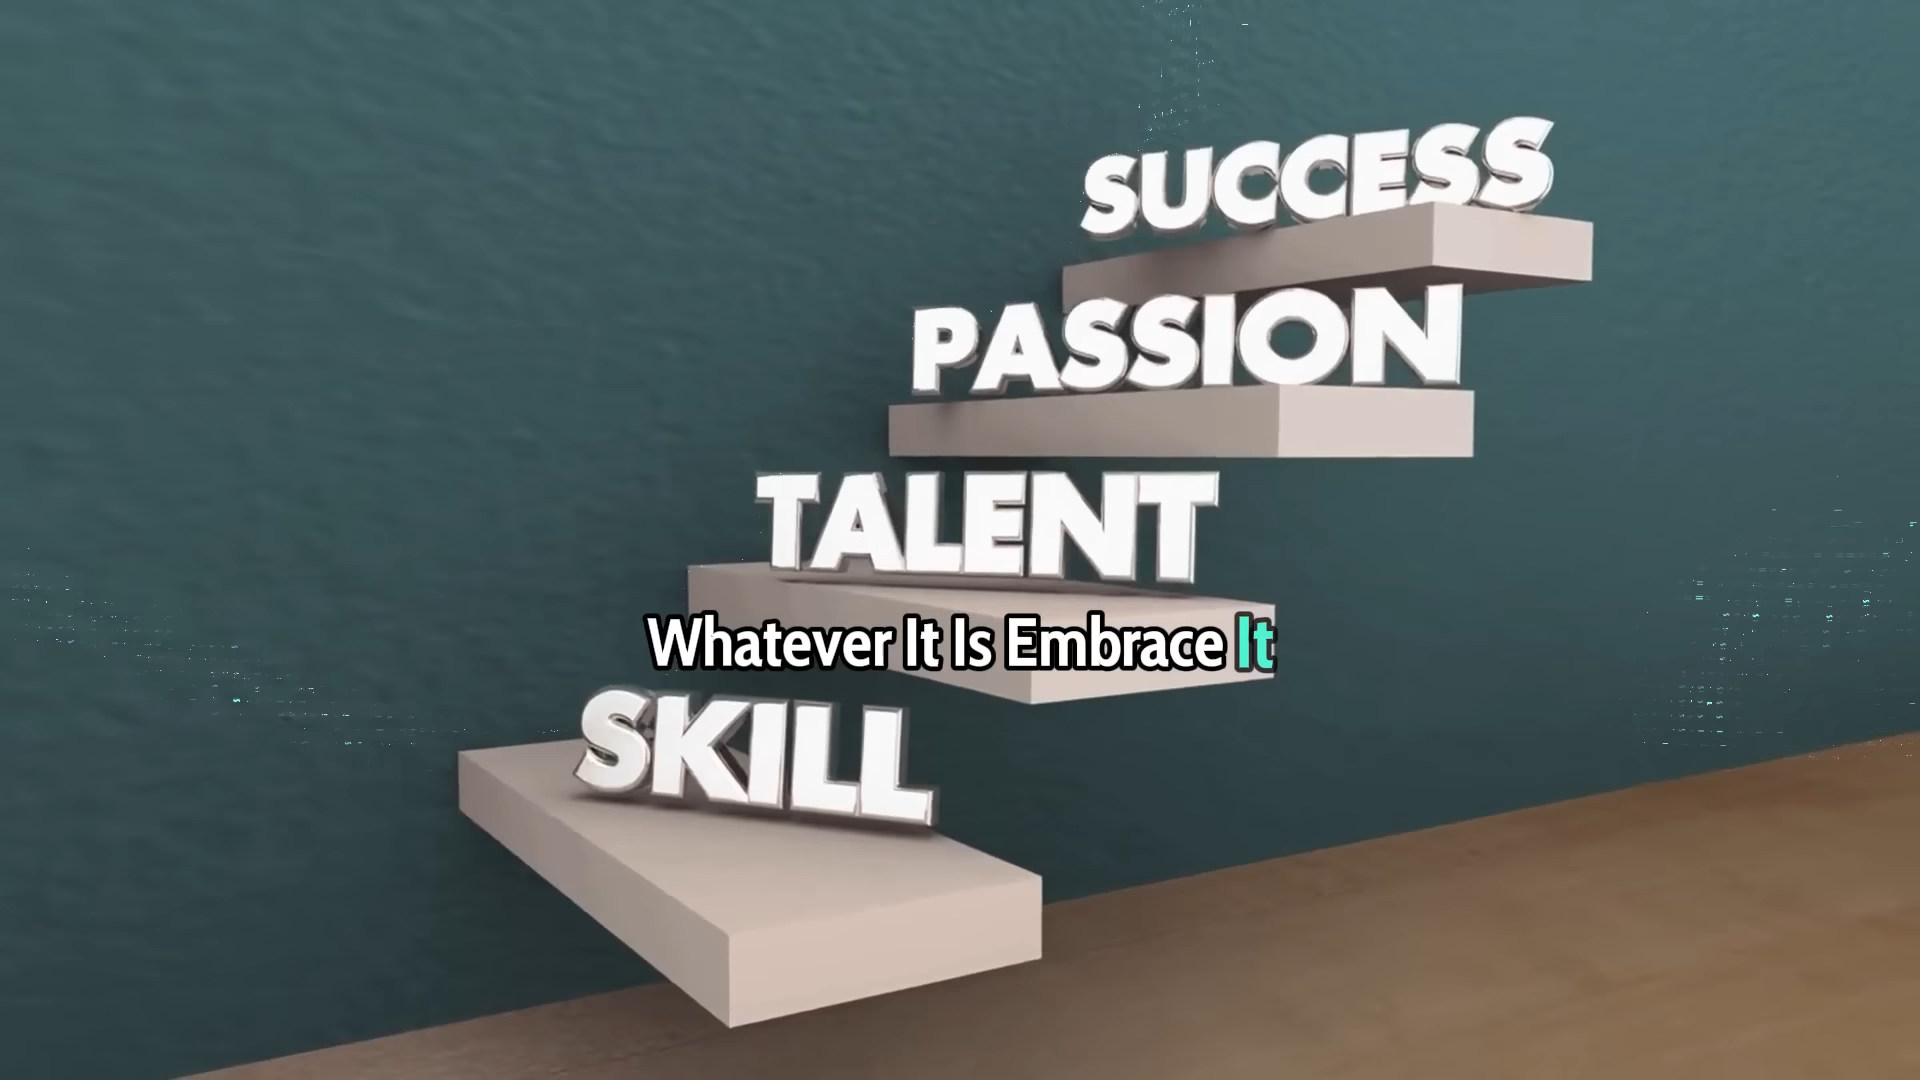 SUCCESS
PASSION
TALENT
Whatever It Is Embrace It
SKILL